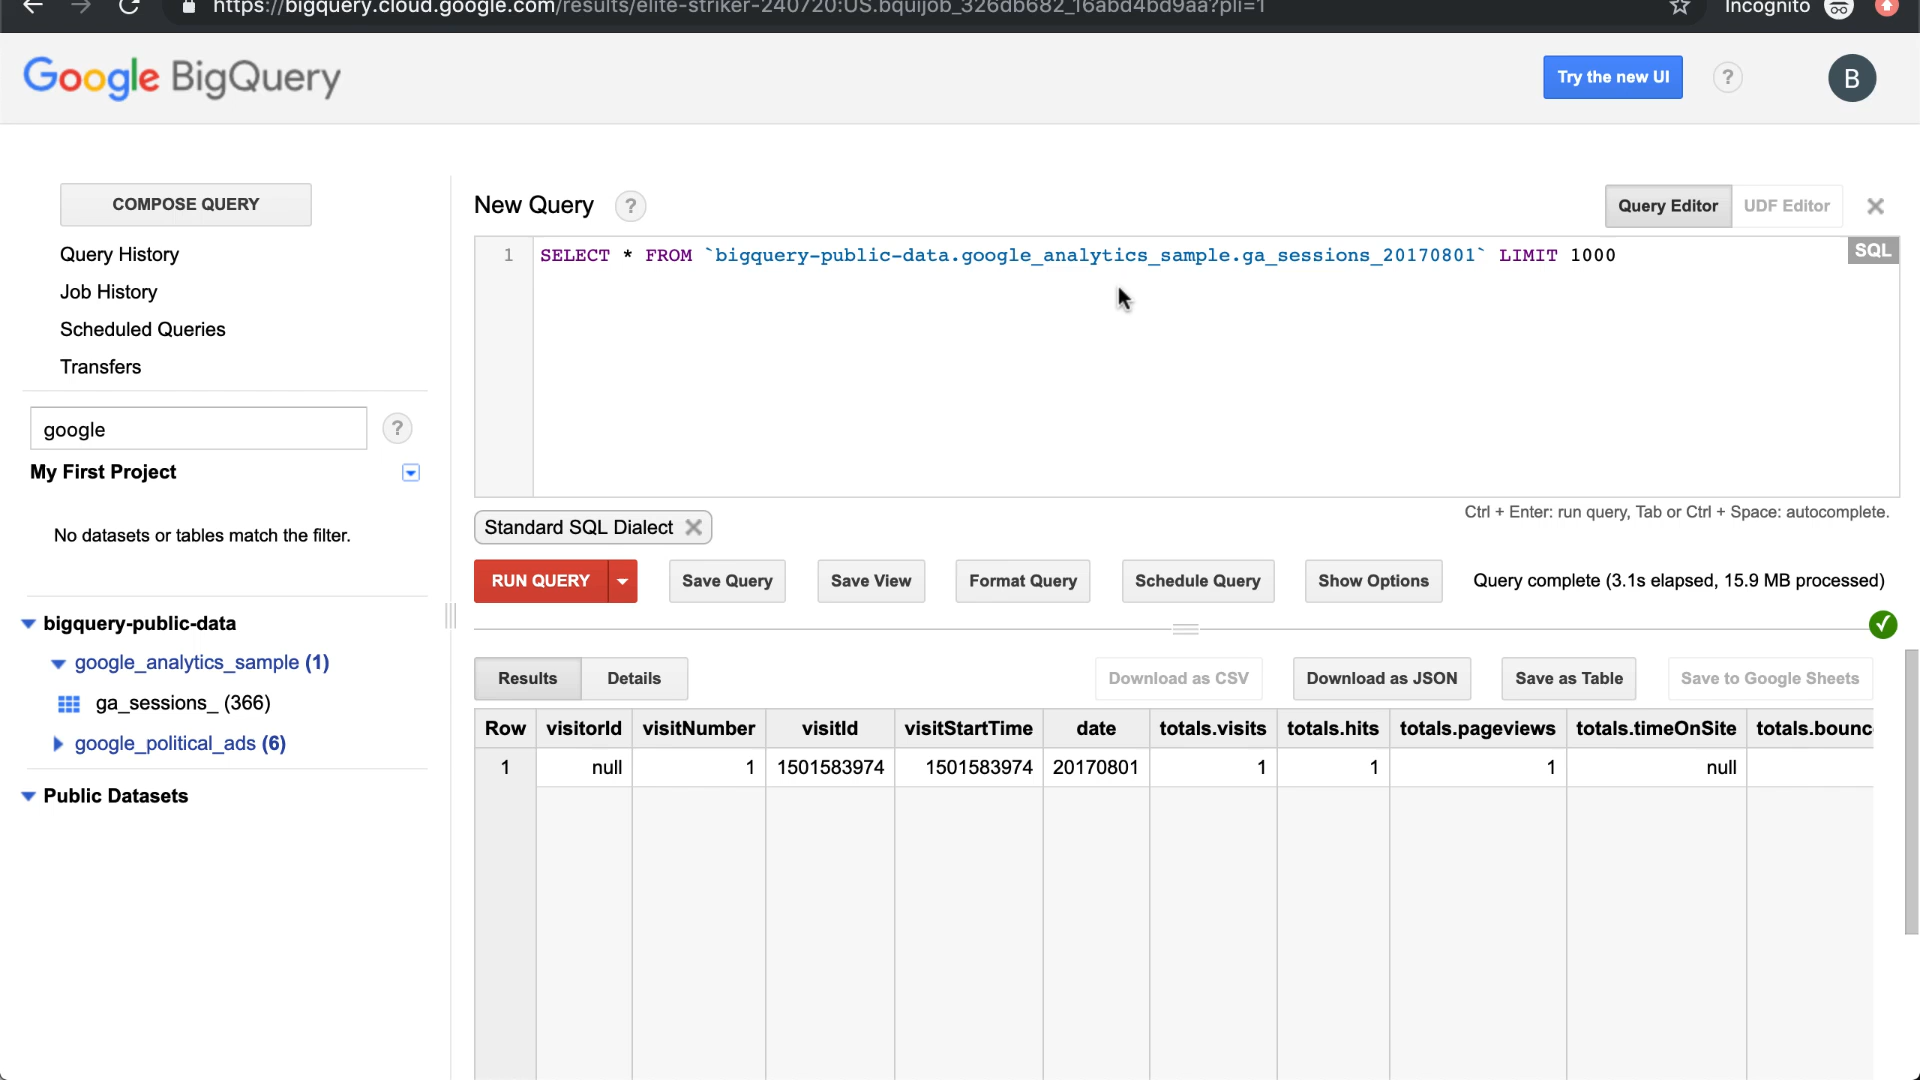 https://bigquery.cloud.google.com/results/elite-striker-240720:US.bquijob_326db682_16abd4bd9aa?pli=1
Incognito
Google BigQuery
Try the new UI
?
B
COMPOSE QUERY
Query History
Job History
Scheduled Queries
Transfers
google
?
My First Project
No datasets or tables match the filter.
bigquery-public-data
google_analytics_sample (1)
ga_sessions_ (366)
google_political_ads (6)
Public Datasets
New Query
?
Query Editor
UDF Editor
1 SELECT * FROM `bigquery-public-data.google_analytics_sample.ga_sessions_20170801` LIMIT 1000
SQL
Ctrl + Enter: run query, Tab or Ctrl + Space: autocomplete.
Standard SQL Dialect
RUN QUERY
Save Query
Save View
Format Query
Schedule Query
Show Options
Query complete (3.1s elapsed, 15.9 MB processed)
Results
Details
Download as CSV
Download as JSON
Save as Table
Save to Google Sheets
Row visitorId visitNumber visitId visitStartTime date totals.visits totals.hits totals.pageviews totals.timeOnSite totals.bounc
1 null 1 1501583974 1501583974 20170801 1 1 1 null